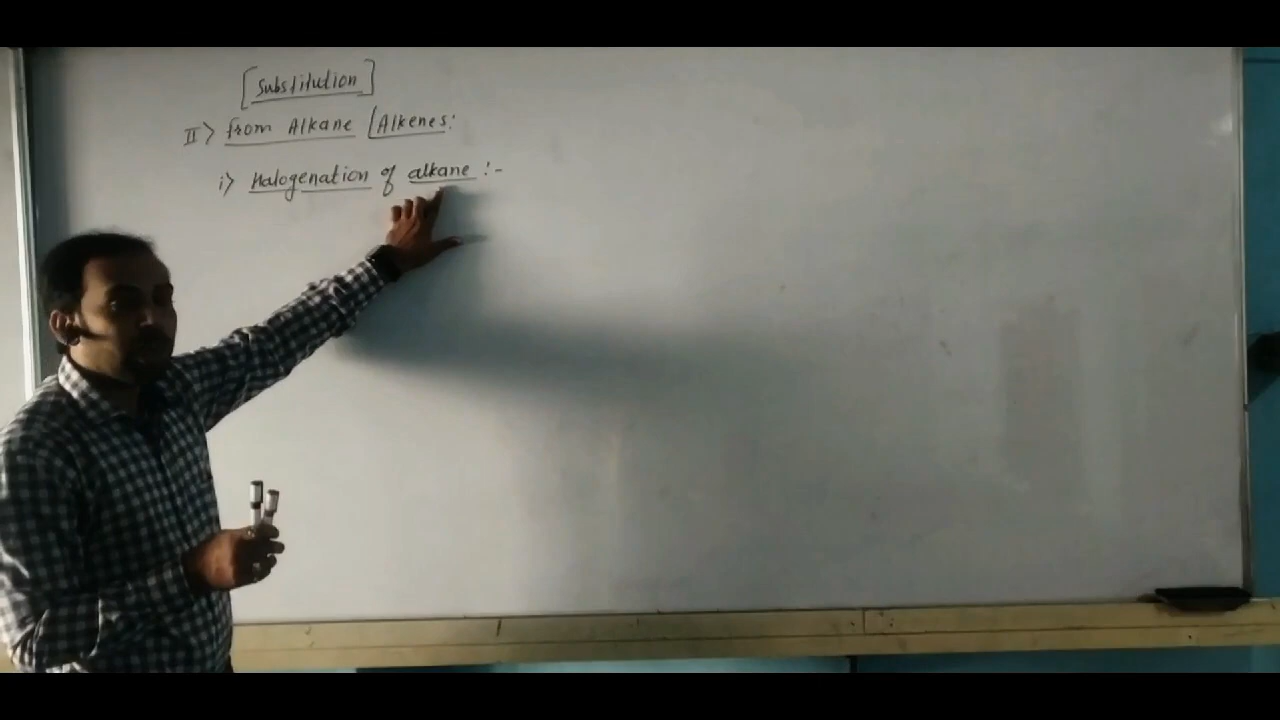 [Substitution]
II> from Alkane [Alkenes:
i> Halogenation of alkane :-